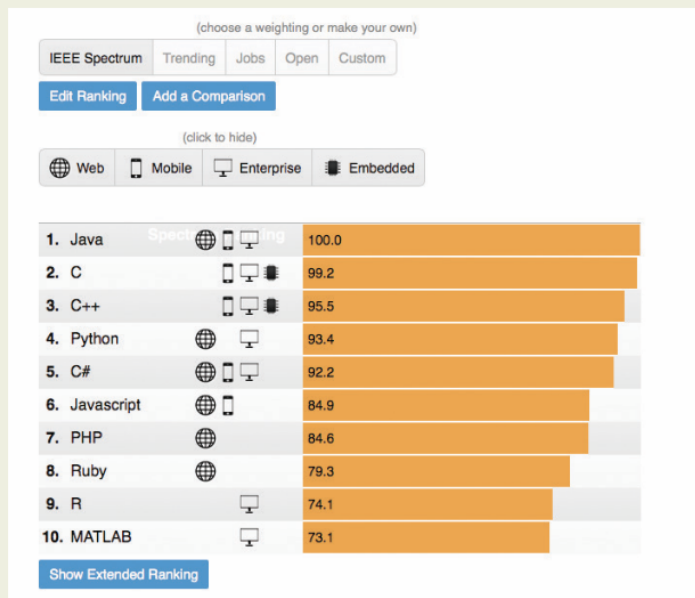 (choose a weighting or make your own)
IEEE Spectrum Trending Jobs Open Custom
Edit Ranking Add a Comparison
(click to hide)
Web Mobile Enterprise Embedded
1. Java 100.0
2. C 99.2
3. C++ 95.5
4. Python 93.4
5. C# 92.2
6. Javascript 84.9
7. PHP 84.6
8. Ruby 79.3
9. R 74.1
10. MATLAB 73.1
Show Extended Ranking